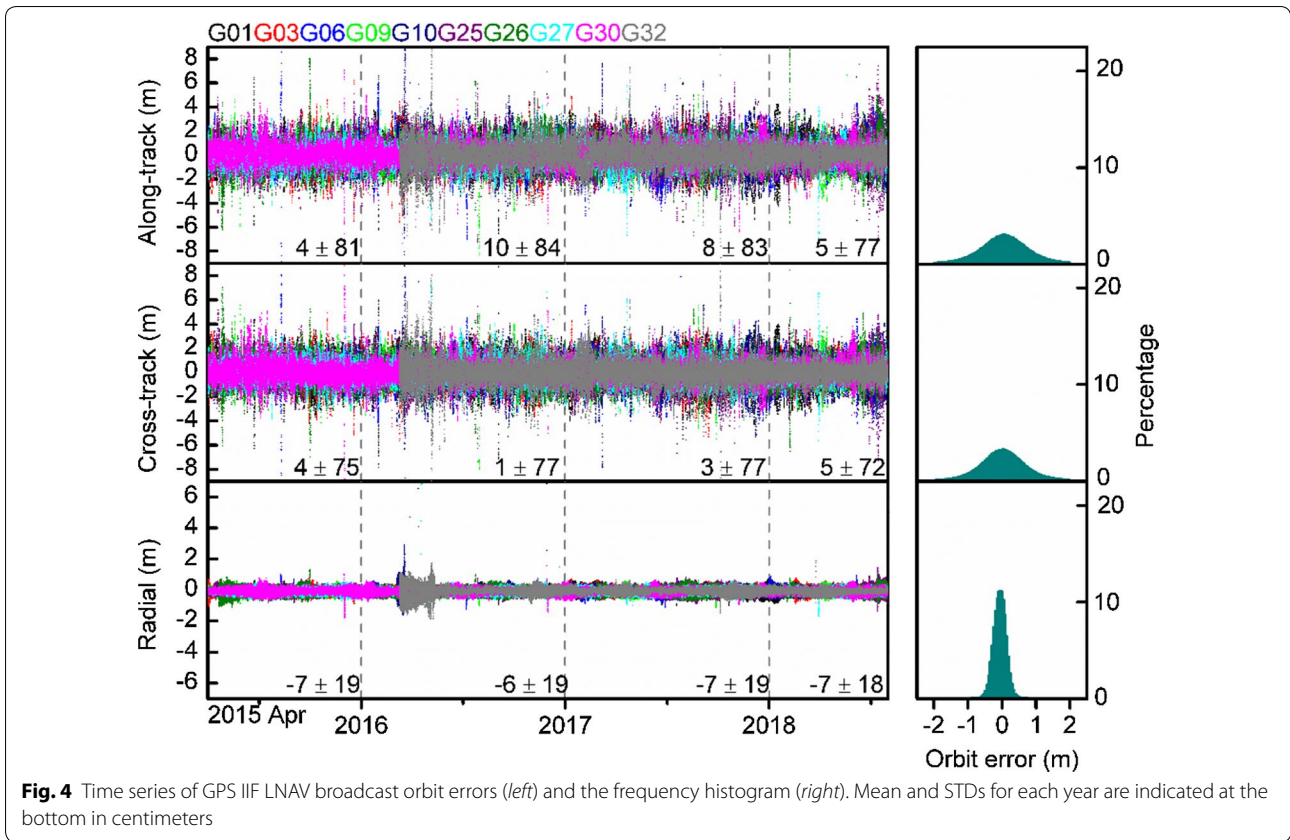 G01G03G06G09G10G25G26G27G30G32
Along-track (m)
8
6
4
2
0
-2
-4
-6
-8
4 ± 81
10 ± 84
8 ± 83
5 ± 77
20
10
0
Cross-track (m)
8
6
4
2
0
-2
-4
-6
-8
4 ± 75
1 ± 77
3 ± 77
5 ± 72
20
10
0
Percentage
Radial (m)
6
4
2
0
-2
-4
-6
-7 ± 19
-6 ± 19
-7 ± 19
-7 ± 18
20
10
0
2015 Apr
2016
2017
2018
-2 -1 0 1 2
Orbit error (m)
Fig. 4 Time series of GPS IIF LNAV broadcast orbit errors (left) and the frequency histogram (right). Mean and STDs for each year are indicated at the
bottom in centimeters